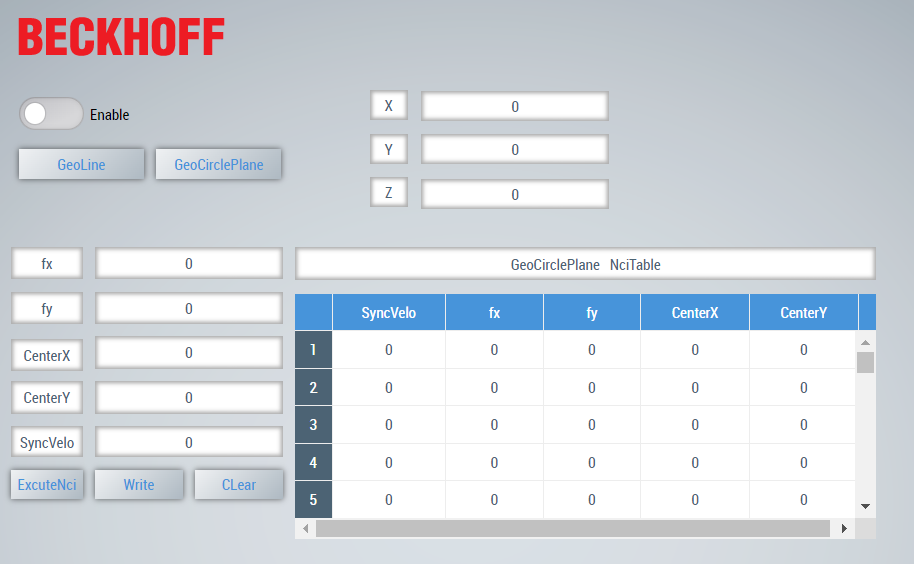 BECKHOFF
Enable
X 0
GeoLine GeoCirclePlane
Y 0
Z 0
fx 0
GeoCirclePlane NciTable
fy 0
CenterX 0
CenterY 0
SyncVelo 0
ExcuteNci Write CLear
SyncVelo fx fy CenterX CenterY
1 0 0 0 0 0
2 0 0 0 0 0
3 0 0 0 0 0
4 0 0 0 0 0
5 0 0 0 0 0